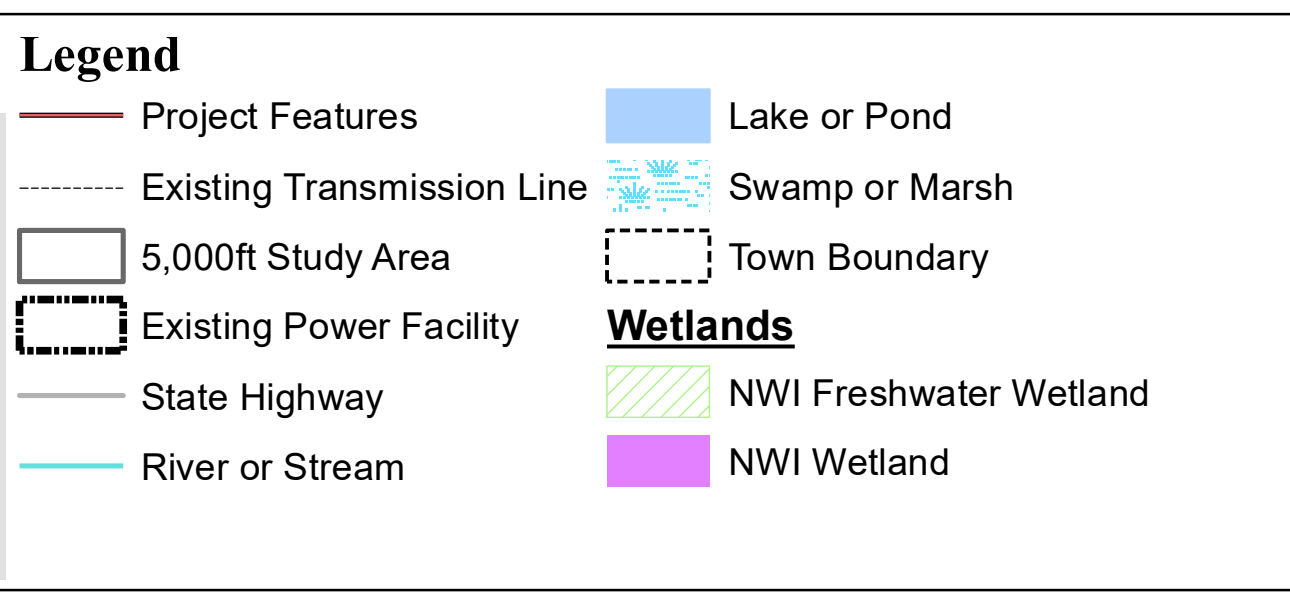 Legend
Project Features
Existing Transmission Line
5,000ft Study Area
Existing Power Facility
State Highway
River or Stream
Lake or Pond
Swamp or Marsh
Town Boundary
Wetlands
NWI Freshwater Wetland
NWI Wetland